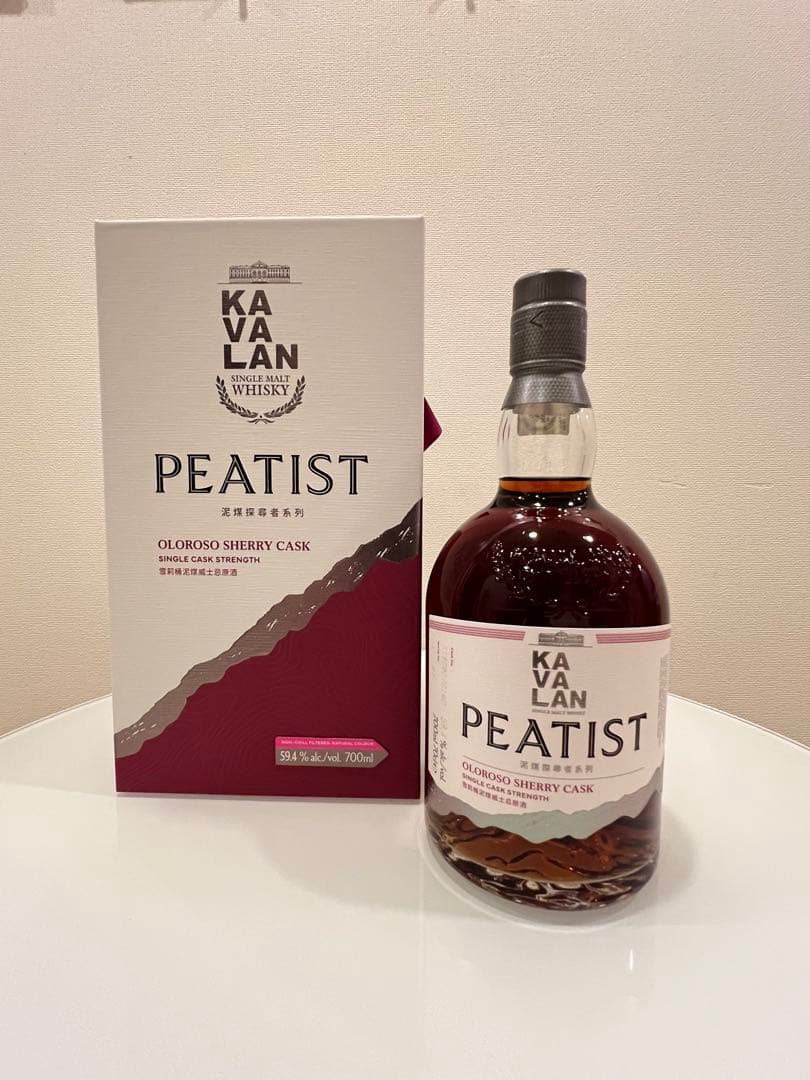 KA
VA
LAN
SINGLE MALT
WHISKY
PEATIST
泥煤探尋者系列
OLOROSO SHERRY CASK
SINGLE CASK STRENGTH
雪莉桶泥煤威士忌原酒
NON-CHILL FILTERED NATURAL COLOUR
59.4 % alc./vol. 700ml
KA
VA
LAN
SINGLE MALT WHISKY
PEATIST
泥煤探尋者系列
OLOROSO SHERRY CASK
SINGLE CASK STRENGTH
雪莉桶泥煤威士忌原酒